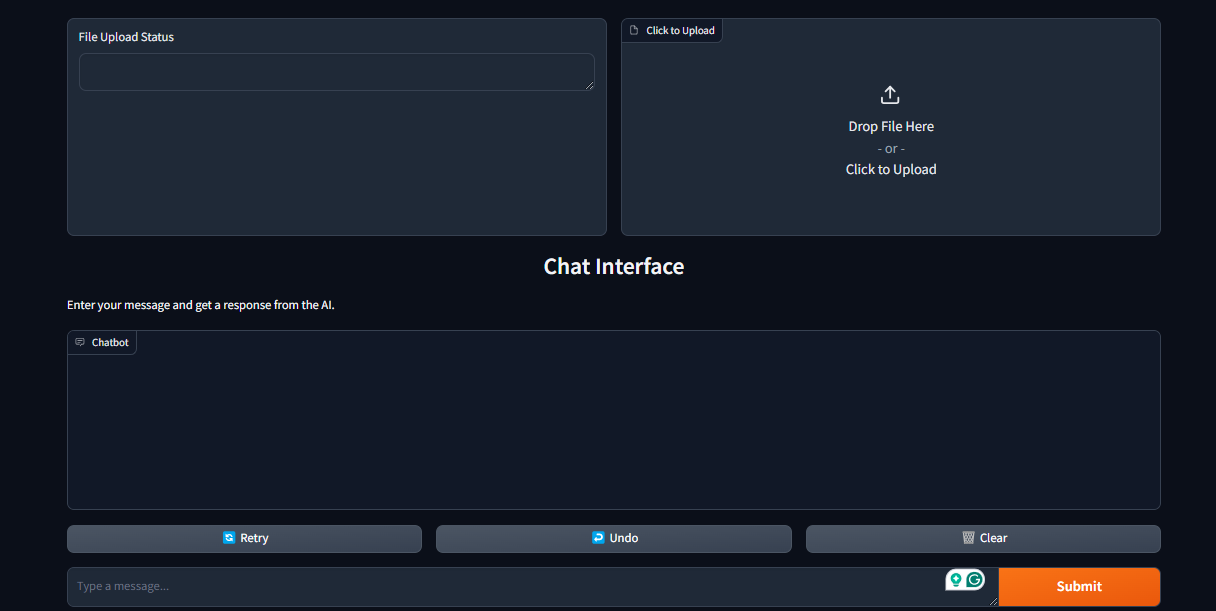 File Upload Status
Click to Upload
Drop File Here
- or -
Click to Upload
Chat Interface
Enter your message and get a response from the AI.
Chatbot
Retry
Undo
Clear
Type a message...
Submit